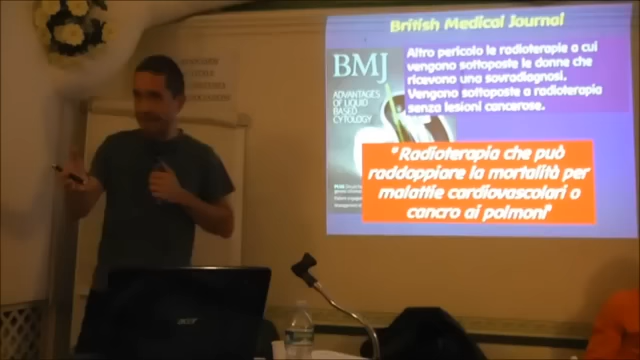 British Medical Journal
Altro pericolo le radioterapie a cui
vengano sottoposte le donne che
ricevono una sovradiagnosi.
Vengano sottoposte a radioterapia
senza lesioni cancerose.
BMJ
ADVANTAGES
OF LIQUID
BASED
CYTOLOGY
"Radioterapia che può
raddoppiare la mortalità per
malattie cardiovascolari o
cancro ai polmoni"
acer